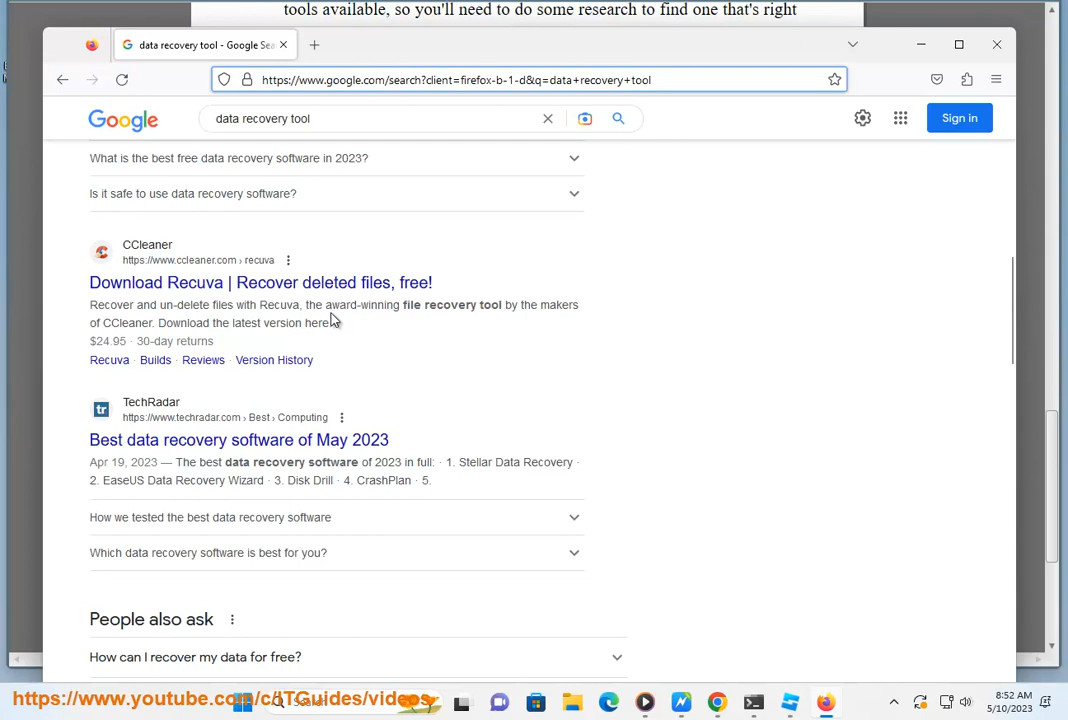 tools available, so you'll need to do some research to find one that's right
data recovery tool - Google Sea
https://www.google.com/search?client=firefox-b-1-d&q=data+recovery+tool
Google
data recovery tool
Sign in
What is the best free data recovery software in 2023?
Is it safe to use data recovery software?
CCleaner
https://www.ccleaner.com › recuva
Download Recuva | Recover deleted files, free!
Recover and un-delete files with Recuva, the award-winning file recovery tool by the makers
of CCleaner. Download the latest version here.
$24.95 · 30-day returns
Recuva · Builds · Reviews · Version History
tr
TechRadar
https://www.techradar.com › Best › Computing
Best data recovery software of May 2023
Apr 19, 2023 — The best data recovery software of 2023 in full: · 1. Stellar Data Recovery ·
2. EaseUS Data Recovery Wizard · 3. Disk Drill · 4. CrashPlan · 5.
How we tested the best data recovery software
Which data recovery software is best for you?
People also ask
How can I recover my data for free?
https://www.youtube.com/c/ITGuides/videos
8:52 AM
5/10/2023